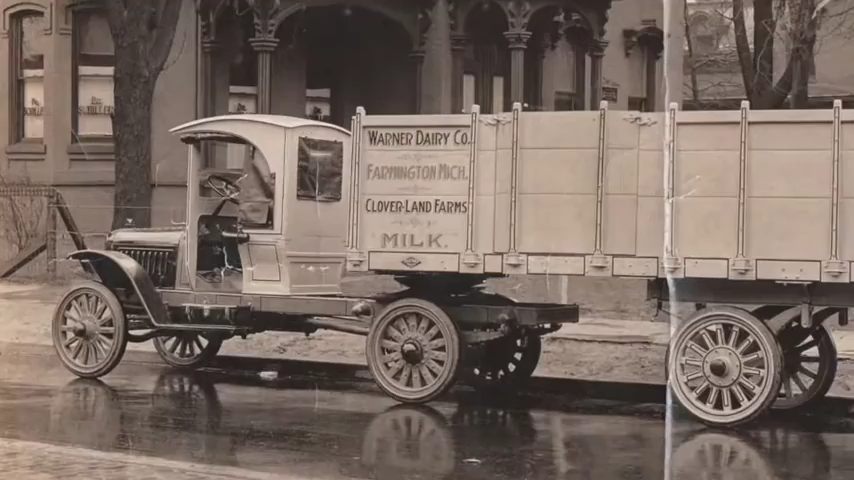 WARNER DAIRY CO.
FARMINGTON MICH.
CLOVER-LAND FARMS
MILK.